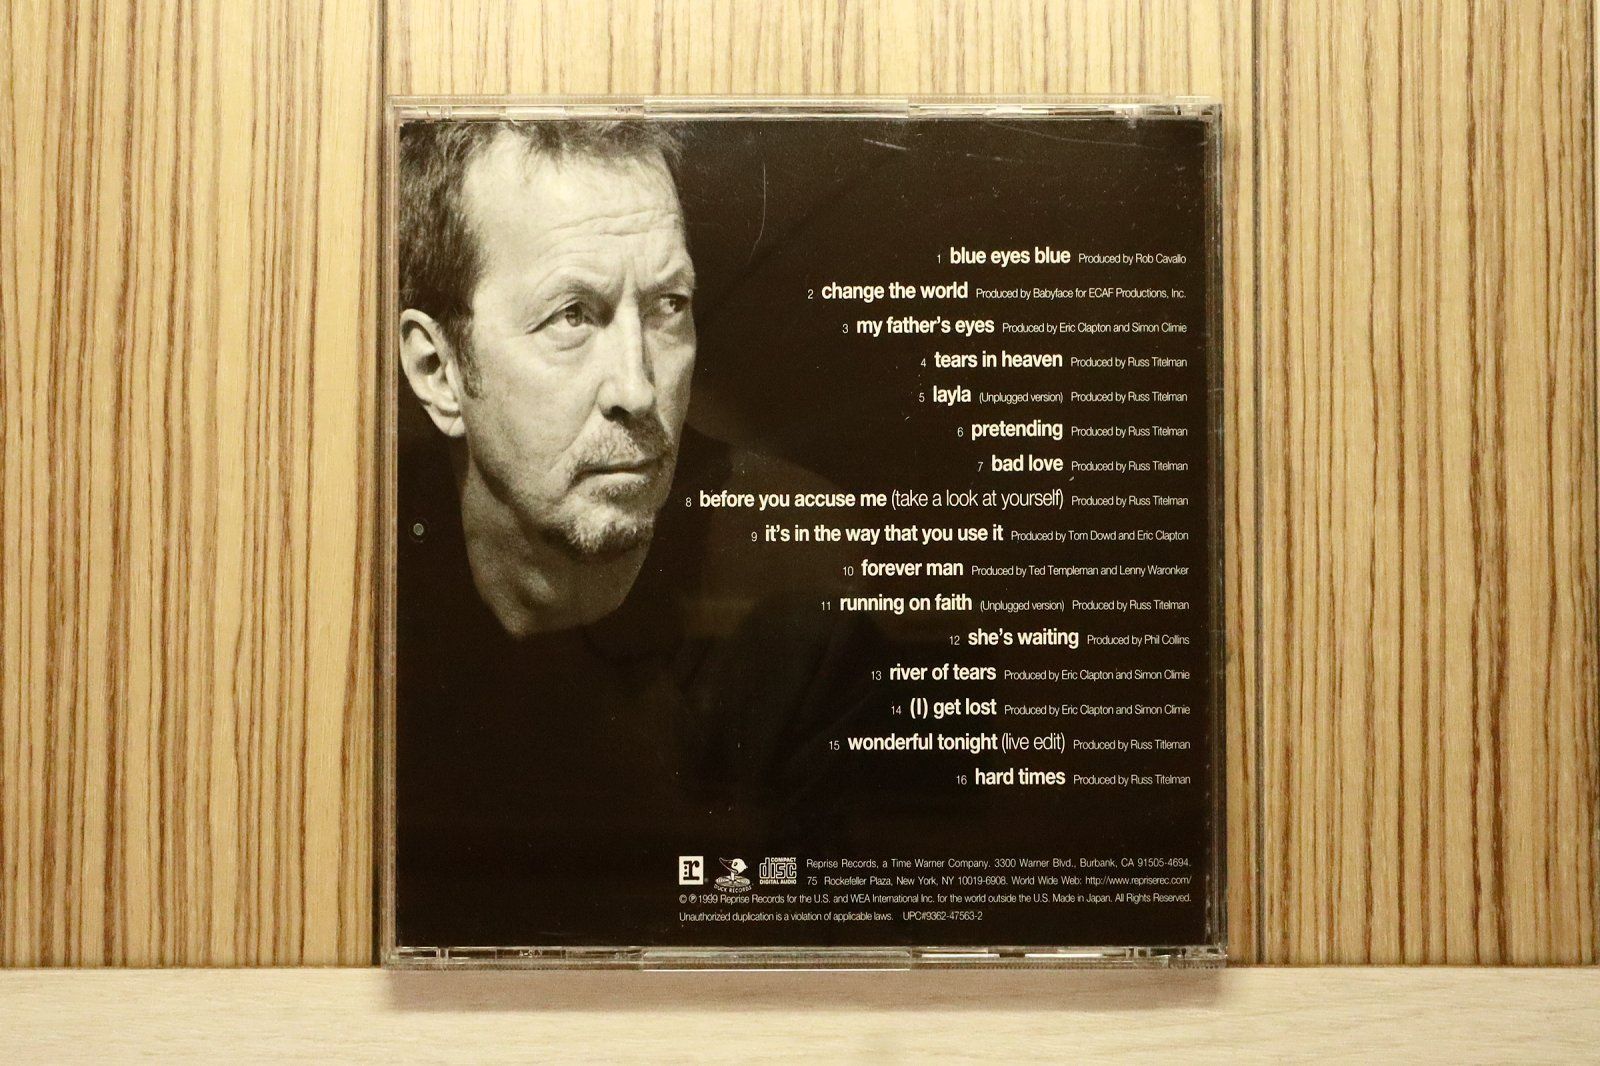 1 blue eyes blue Produced by Rob Cavallo
2 change the world Produced by Babyface for ECAF Productions, Inc.
3 my father's eyes Produced by Eric Clapton and Simon Climie
4 tears in heaven Produced by Russ Titelman
5 layla (Unplugged version) Produced by Russ Titelman
6 pretending Produced by Russ Titelman
7 bad love Produced by Russ Titelman
8 before you accuse me (take a look at yourself) Produced by Russ Titelman
9 it's in the way that you use it Produced by Tom Dowd and Eric Clapton
10 forever man Produced by Ted Templeman and Lenny Waronker
11 running on faith (Unplugged version) Produced by Russ Titelman
12 she's waiting Produced by Phil Collins
13 river of tears Produced by Eric Clapton and Simon Climie
14 (I) get lost Produced by Eric Clapton and Simon Climie
15 wonderful tonight (live edit) Produced by Russ Titleman
16 hard times Produced by Russ Titelman
r
DUCK RECORDS
COMPACT
disc
DIGITAL AUDIO
Reprise Records, a Time Warner Company. 3300 Warner Blvd., Burbank, CA 91505-4694.
75 Rockefeller Plaza, New York, NY 10019-6908. World Wide Web: http://www.repriserec.com/
© ℗ 1999 Reprise Records for the U.S. and WEA International Inc. for the world outside the U.S. Made in Japan. All Rights Reserved.
Unauthorized duplication is a violation of applicable laws. UPC#9362-47563-2